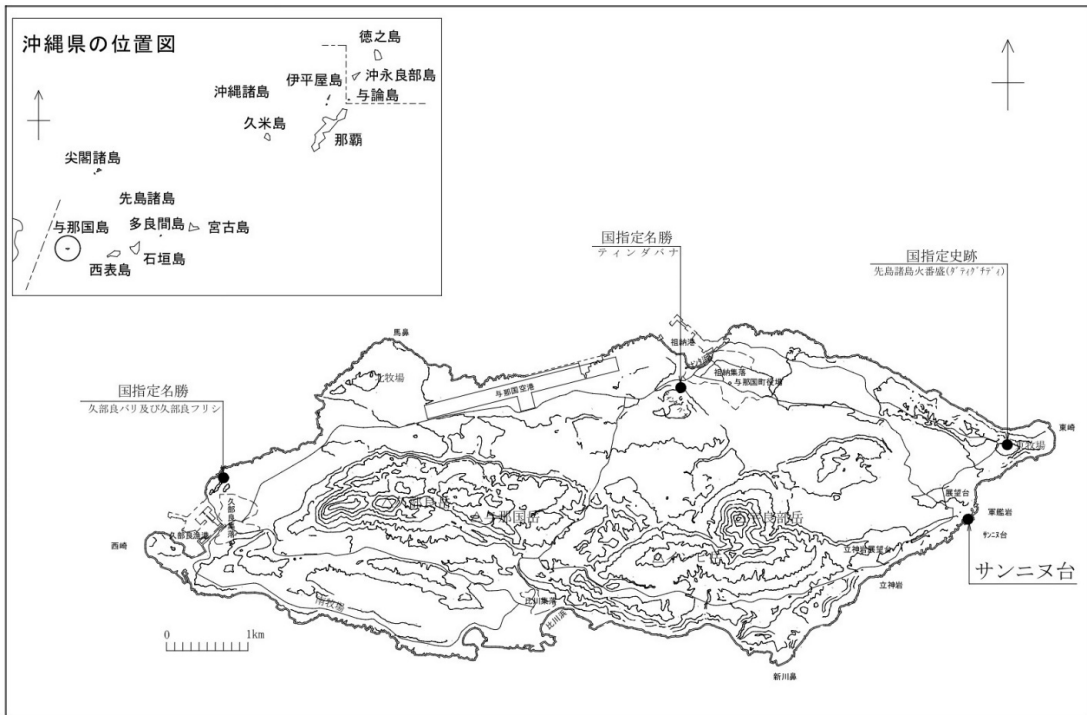 沖縄県の位置図
徳之島
伊平屋島
沖永良部島
沖縄諸島
与論島
久米島
那覇
尖閣諸島
先島諸島
与那国島
多良間島
宮古島
西表島
石垣島
国指定名勝
ティンダバナ
国指定史跡
先島諸島火番盛(ダティグチディ)
国指定名勝
久部良バリ及び久部良フリシ
馬鼻
北牧場
与那国空港
祖納港
祖納集落
与那国町役場
東崎
東牧場
展望台
軍艦岩
サンニヌ台
サンニヌ台
立神岩展望台
立神岩
久部良岳
与那国岳
宇良部岳
久部良集落
久部良漁港
西崎
南牧場
比川集落
比川浜
新川鼻
0
1km